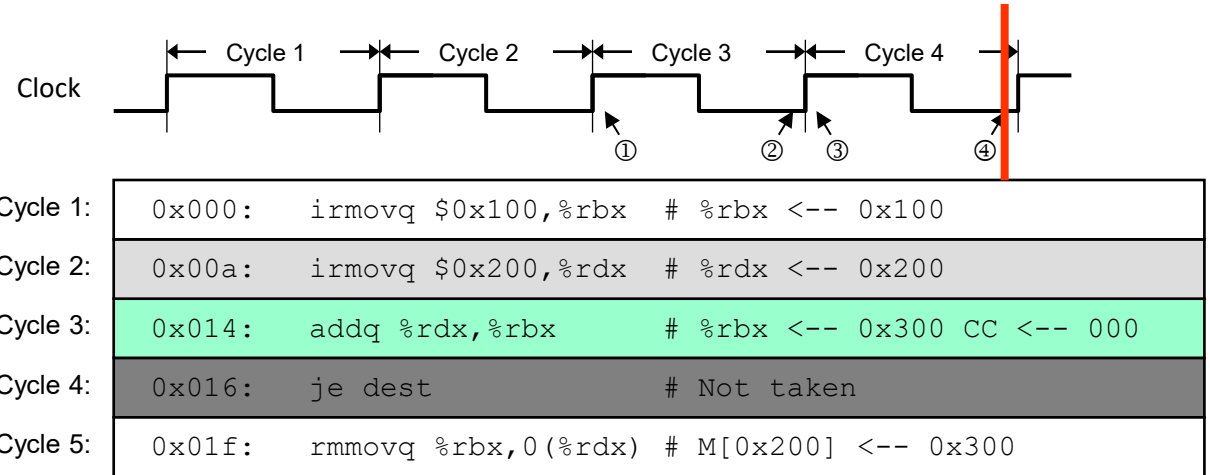 Cycle 1 Cycle 2 Cycle 3 Cycle 4
Clock
① ② ③ ④
Cycle 1: 0x000: irmovq $0x100,%rbx # %rbx <-- 0x100
Cycle 2: 0x00a: irmovq $0x200,%rdx # %rdx <-- 0x200
Cycle 3: 0x014: addq %rdx,%rbx # %rbx <-- 0x300 CC <-- 000
Cycle 4: 0x016: je dest # Not taken
Cycle 5: 0x01f: rmmovq %rbx,0(%rdx) # M[0x200] <-- 0x300